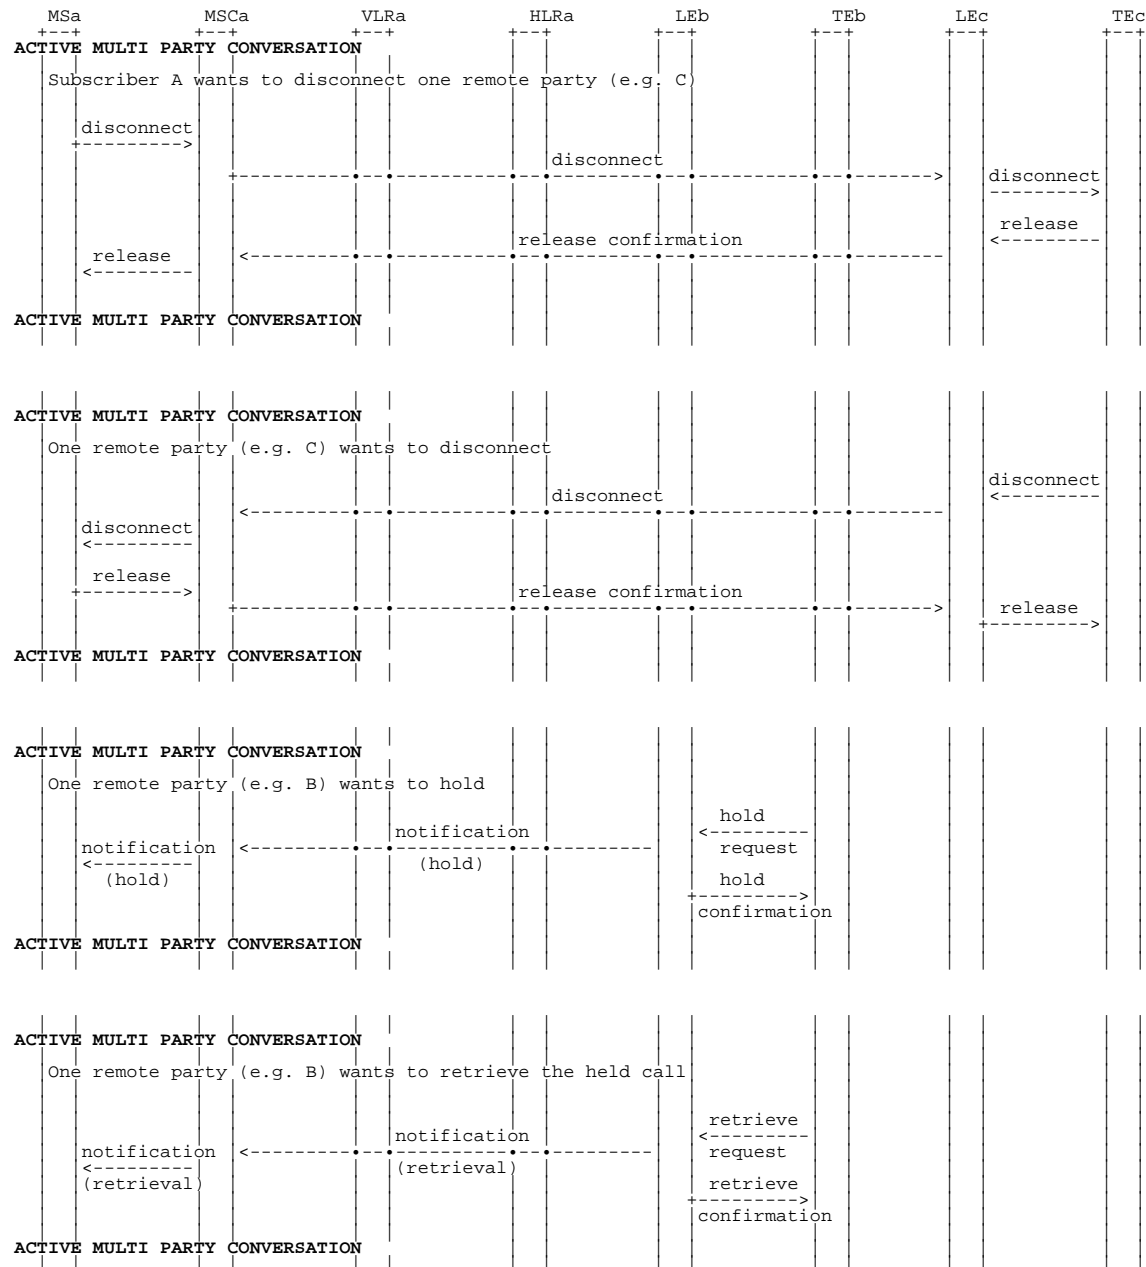 MSa MSCa VLRa HLRa LEb TEb LEc TEc
ACTIVE MULTI PARTY CONVERSATION
Subscriber A wants to disconnect one remote party (e.g. C)
disconnect
disconnect
disconnect
release
release confirmation
release
ACTIVE MULTI PARTY CONVERSATION
ACTIVE MULTI PARTY CONVERSATION
One remote party (e.g. C) wants to disconnect
disconnect
disconnect
disconnect
release
release confirmation
release
ACTIVE MULTI PARTY CONVERSATION
ACTIVE MULTI PARTY CONVERSATION
One remote party (e.g. B) wants to hold
hold
notification
notification request
(hold)
(hold) hold
confirmation
ACTIVE MULTI PARTY CONVERSATION
ACTIVE MULTI PARTY CONVERSATION
One remote party (e.g. B) wants to retrieve the held call
retrieve
notification
notification request
(retrieval)
(retrieval) retrieve
confirmation
ACTIVE MULTI PARTY CONVERSATION